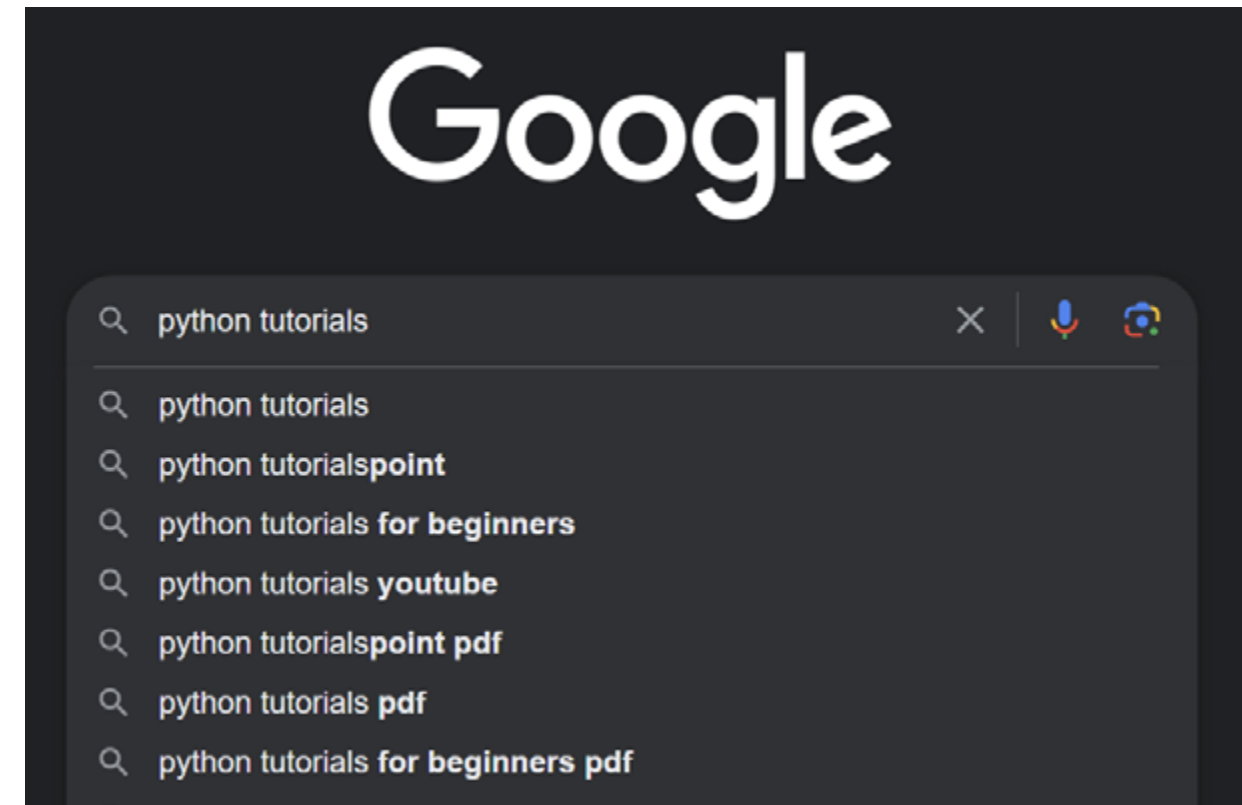 Google
python tutorials
python tutorials
python tutorialspoint
python tutorials for beginners
python tutorials youtube
python tutorialspoint pdf
python tutorials pdf
python tutorials for beginners pdf